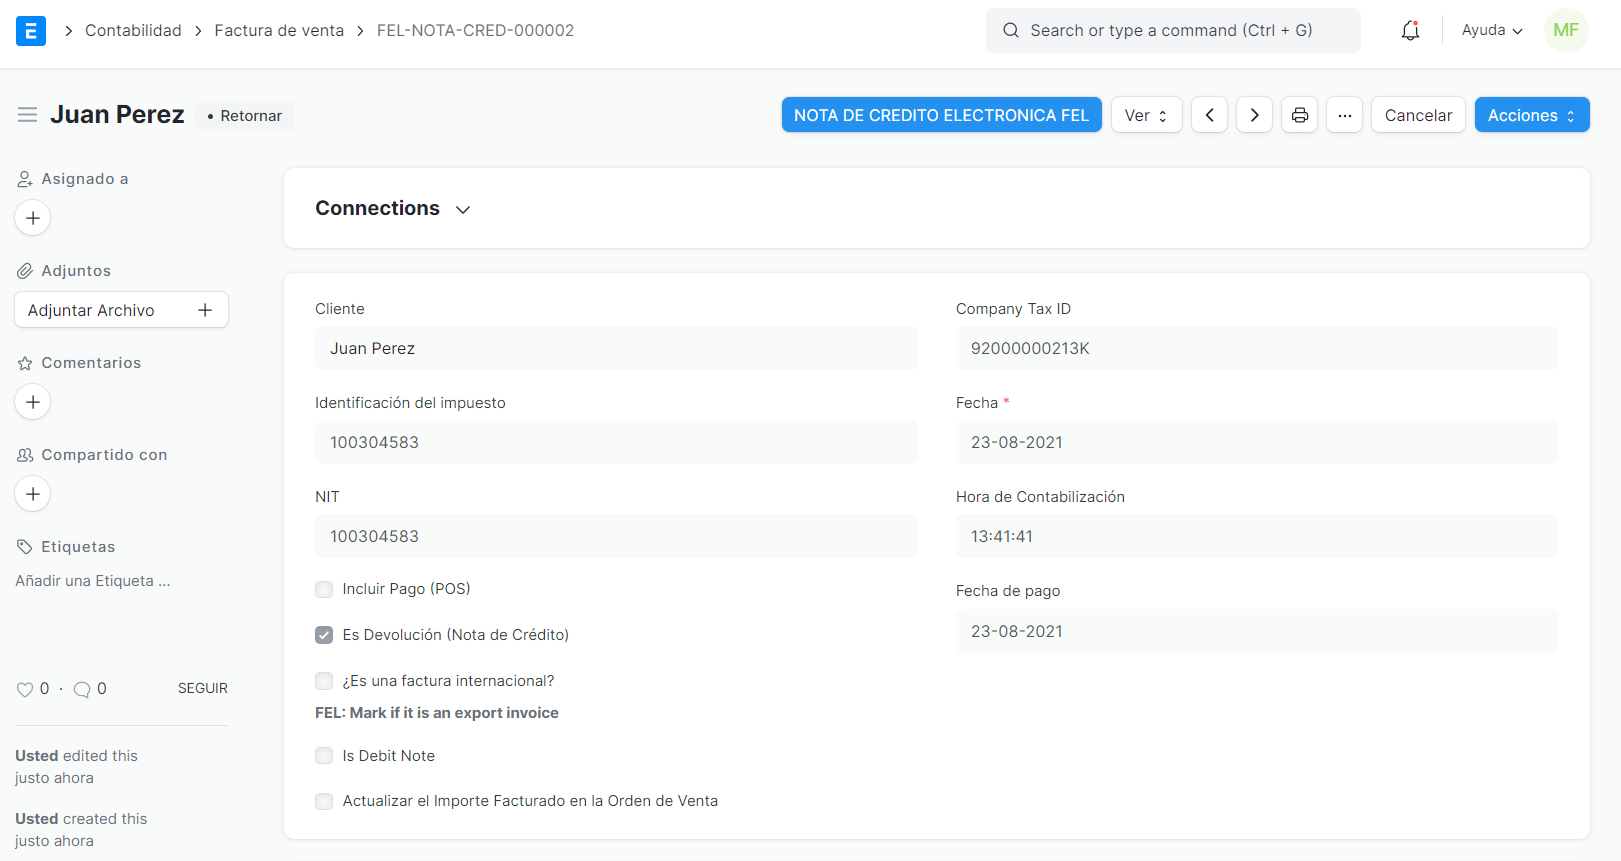 E
Contabilidad
Factura de venta
FEL-NOTA-CRED-000002
Search or type a command (Ctrl + G)
Ayuda
MF
Juan Perez
• Retornar
NOTA DE CREDITO ELECTRONICA FEL
Ver
...
Cancelar
Acciones
Asignado a
Adjuntos
Adjuntar Archivo
Comentarios
Compartido con
Etiquetas
Añadir una Etiqueta ...
0 · 0
SEGUIR
Usted edited this
justo ahora
Usted created this
justo ahora
Connections
Cliente
Juan Perez
Identificación del impuesto
100304583
NIT
100304583
Incluir Pago (POS)
Es Devolución (Nota de Crédito)
¿Es una factura internacional?
FEL: Mark if it is an export invoice
Is Debit Note
Actualizar el Importe Facturado en la Orden de Venta
Company Tax ID
92000000213K
Fecha *
23-08-2021
Hora de Contabilización
13:41:41
Fecha de pago
23-08-2021